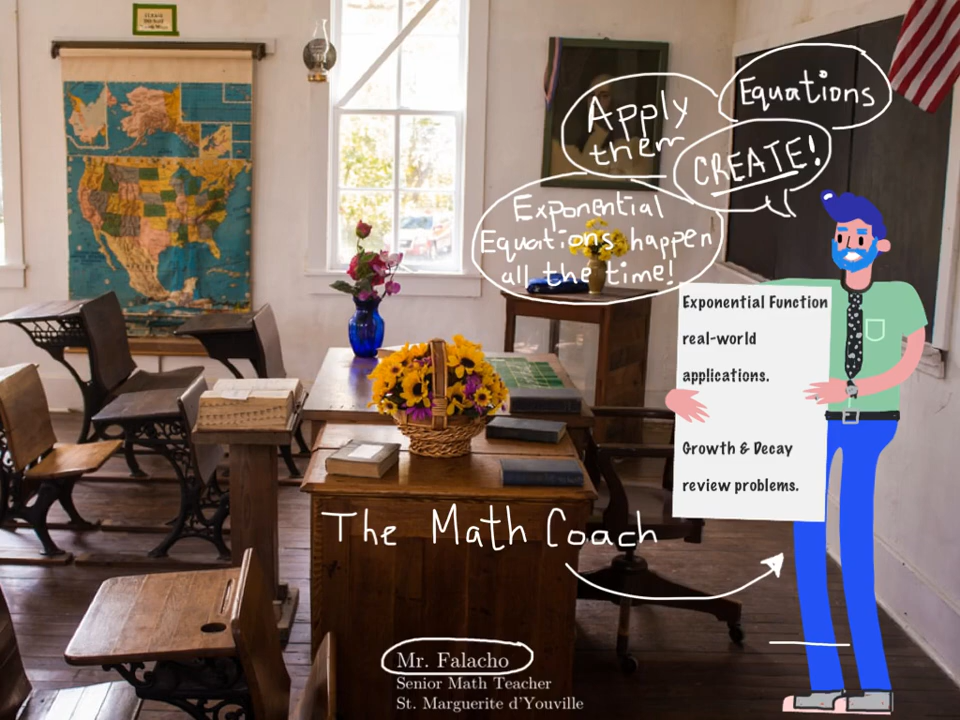 Equations
Apply
them
CREATE!
Exponential
Equations happen
all the time!
Exponential Function
real-world
applications.
Growth & Decay
review problems.
The Math Coach
Mr. Falacho
Senior Math Teacher
St. Marguerite d'Youville